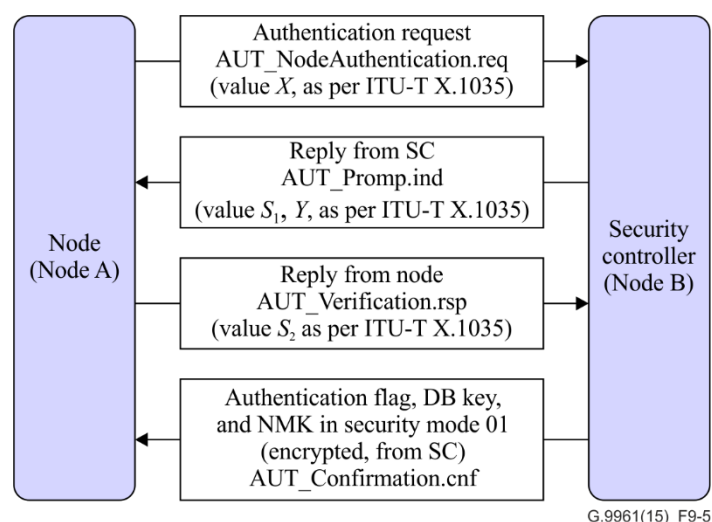 Authentication request
AUT_NodeAuthentication.req
(value X, as per ITU-T X.1035)
Reply from SC
AUT_Promp.ind
(value S₁, Y, as per ITU-T X.1035)
Node
(Node A)
Security
controller
(Node B)
Reply from node
AUT_Verification.rsp
(value S₂ as per ITU-T X.1035)
Authentication flag, DB key,
and NMK in security mode 01
(encrypted, from SC)
AUT_Confirmation.cnf
G.9961(15)_F9-5